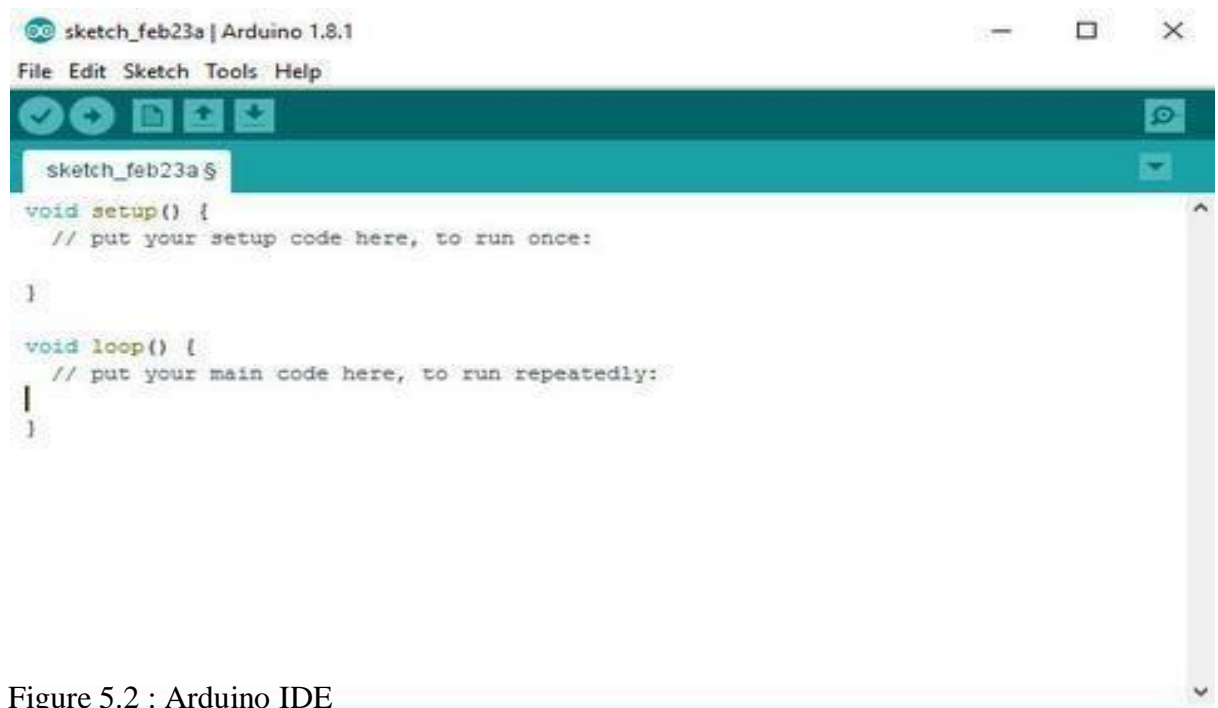 sketch_feb23a | Arduino 1.8.1
File Edit Sketch Tools Help
sketch_feb23a §
void setup() {
  // put your setup code here, to run once:
}
void loop() {
  // put your main code here, to run repeatedly:
}
Figure 5.2 : Arduino IDE